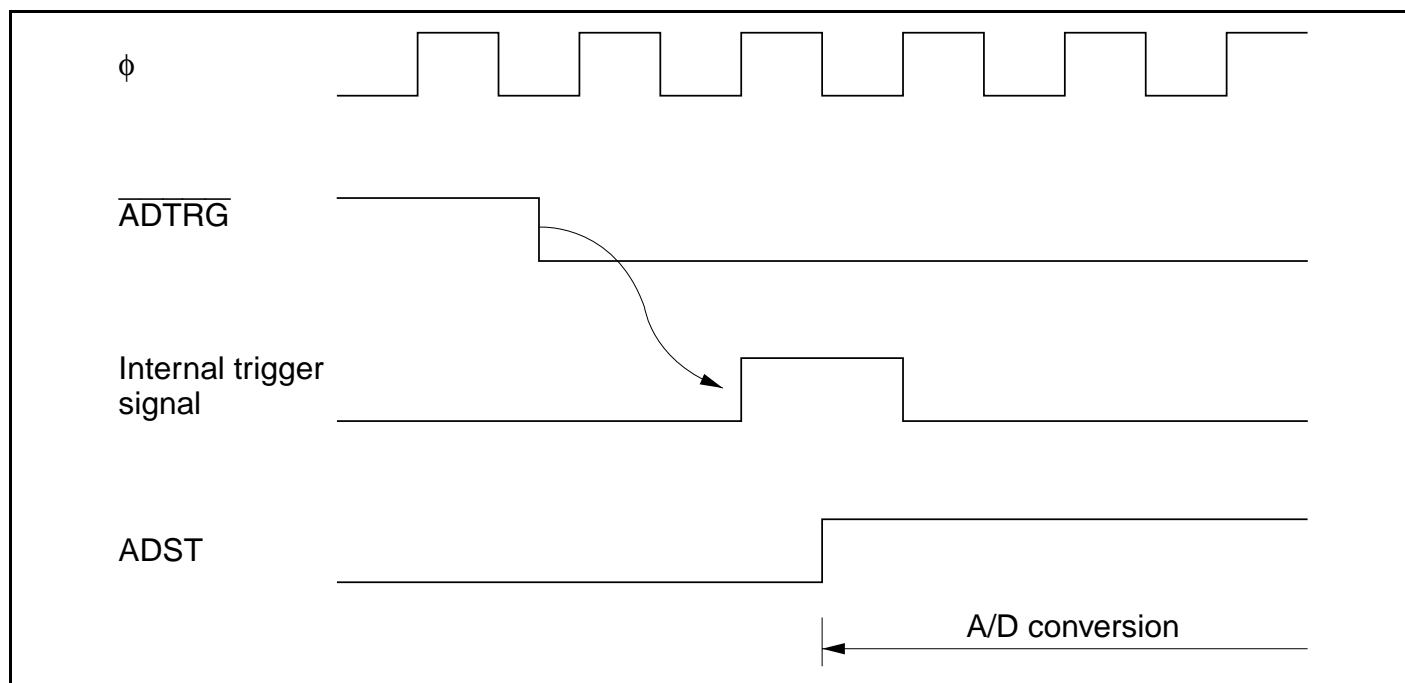 ϕ
ADTRG
Internal trigger
signal
ADST
A/D conversion